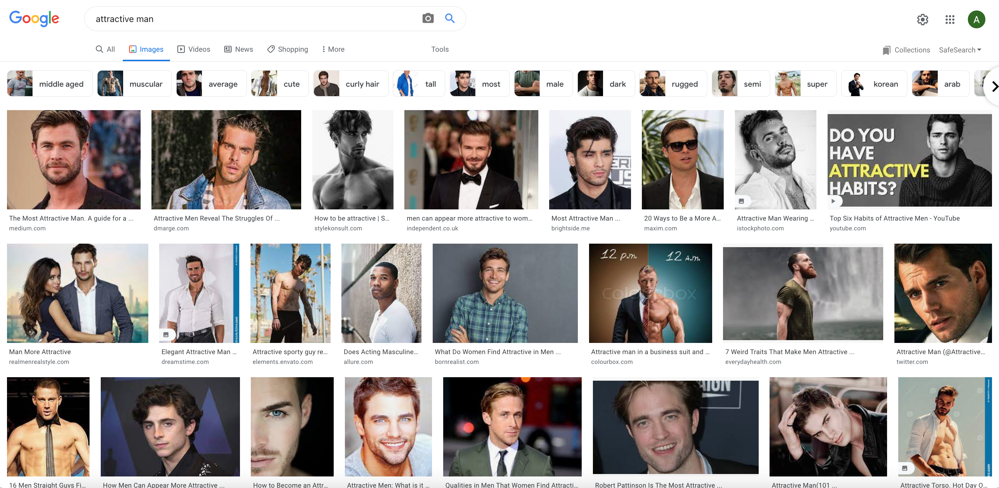 Google
attractive man
A
All
Images
Videos
News
Shopping
More
Tools
Collections
SafeSearch
middle aged
muscular
average
cute
curly hair
tall
most
male
dark
rugged
semi
super
korean
arab
iStock
DO YOU
HAVE
ATTRACTIVE
HABITS?
The Most Attractive Man. A guide for a ...
medium.com
Attractive Men Reveal The Struggles Of ...
dmarge.com
How to be attractive | S...
stylekonsult.com
men can appear more attractive to wom...
independent.co.uk
Most Attractive Man ...
brightside.me
20 Ways to Be a More A...
maxim.com
Attractive Man Wearing ...
istockphoto.com
Top Six Habits of Attractive Men - YouTube
youtube.com
12 p.m.
12 A.m.
Colourbox
dreamstime.com
Man More Attractive
realmenrealstyle.com
Elegant Attractive Man ...
dreamstime.com
Attractive sporty guy re...
elements.envato.com
Does Acting Masculine...
allure.com
What Do Women Find Attractive in Men ...
bornrealist.com
Attractive man in a business suit and ...
colourbox.com
7 Weird Traits That Make Men Attractive ...
everydayhealth.com
Attractive Man (@Attractive...
twitter.com
AIGN
16 Men Straight Guys Fi...
How Men Can Appear More Attractive ...
How to Become an Attr...
Attractive Men: What is it ...
Qualities in Men That Women Find Attracti...
Robert Pattinson Is The Most Attractive ...
Attractive Man(101 ...
Attractive Torso. Hot Day O...